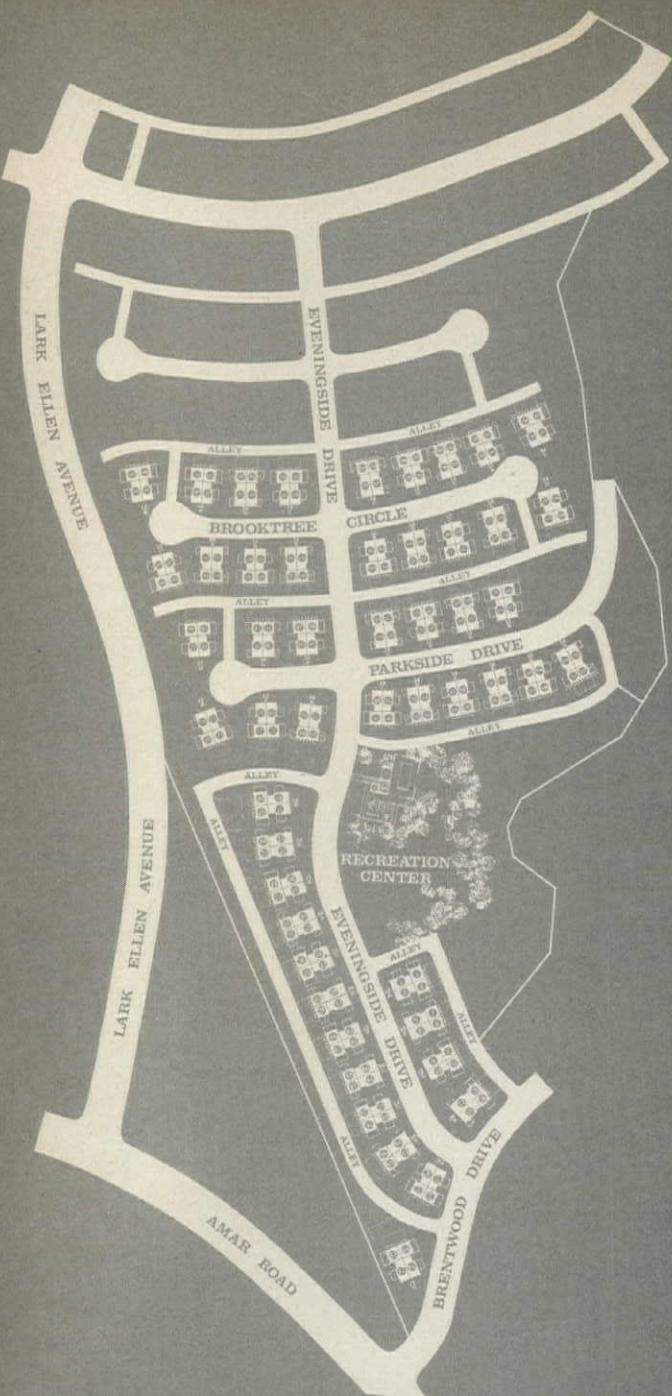 LARK ELLEN AVENUE
EVENINGSIDE DRIVE
ALLEY
ALLEY
BROOKTREE CIRCLE
ALLEY
ALLEY
PARKSIDE DRIVE
ALLEY
ALLEY
ALLEY
RECREATION
CENTER
LARK ELLEN AVENUE
EVENINGSIDE DRIVE
ALLEY
ALLEY
ALLEY
AMAR ROAD
BRENTWOOD DRIVE